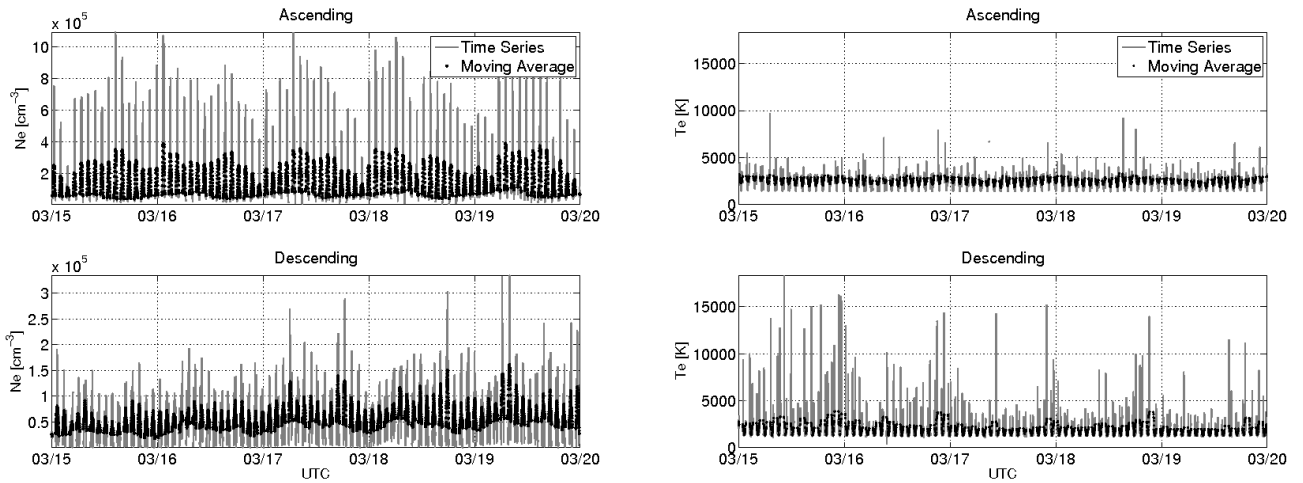 Ascending
x 10⁵
Time Series
Moving Average
10
8
6
4
2
Ne [cm⁻³]
03/15 03/16 03/17 03/18 03/19 03/20
Ascending
Time Series
Moving Average
15000
10000
5000
0
Te [K]
03/15 03/16 03/17 03/18 03/19 03/20
Descending
x 10⁵
3
2.5
2
1.5
1
0.5
Ne [cm⁻³]
03/15 03/16 03/17 03/18 03/19 03/20
UTC
Descending
15000
10000
5000
0
Te [K]
03/15 03/16 03/17 03/18 03/19 03/20
UTC